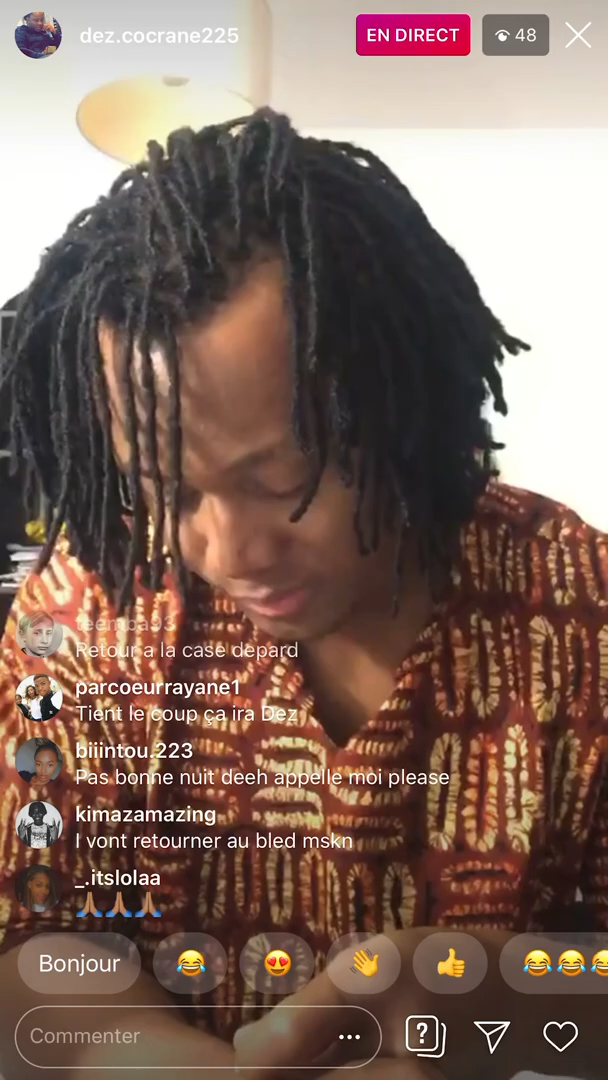 dez.cocrane225
EN DIRECT
48
teemba93
Retour a la case depard
parcoeurrayane1
Tient le coup ça ira Dez
biiintou.223
Pas bonne nuit deeh appelle moi please
kimazamazing
I vont retourner au bled mskn
_.itslolaa
🙏🏽🙏🏽🙏🏽
Bonjour 😂 😍 👋 👍 😂😂😂
Commenter